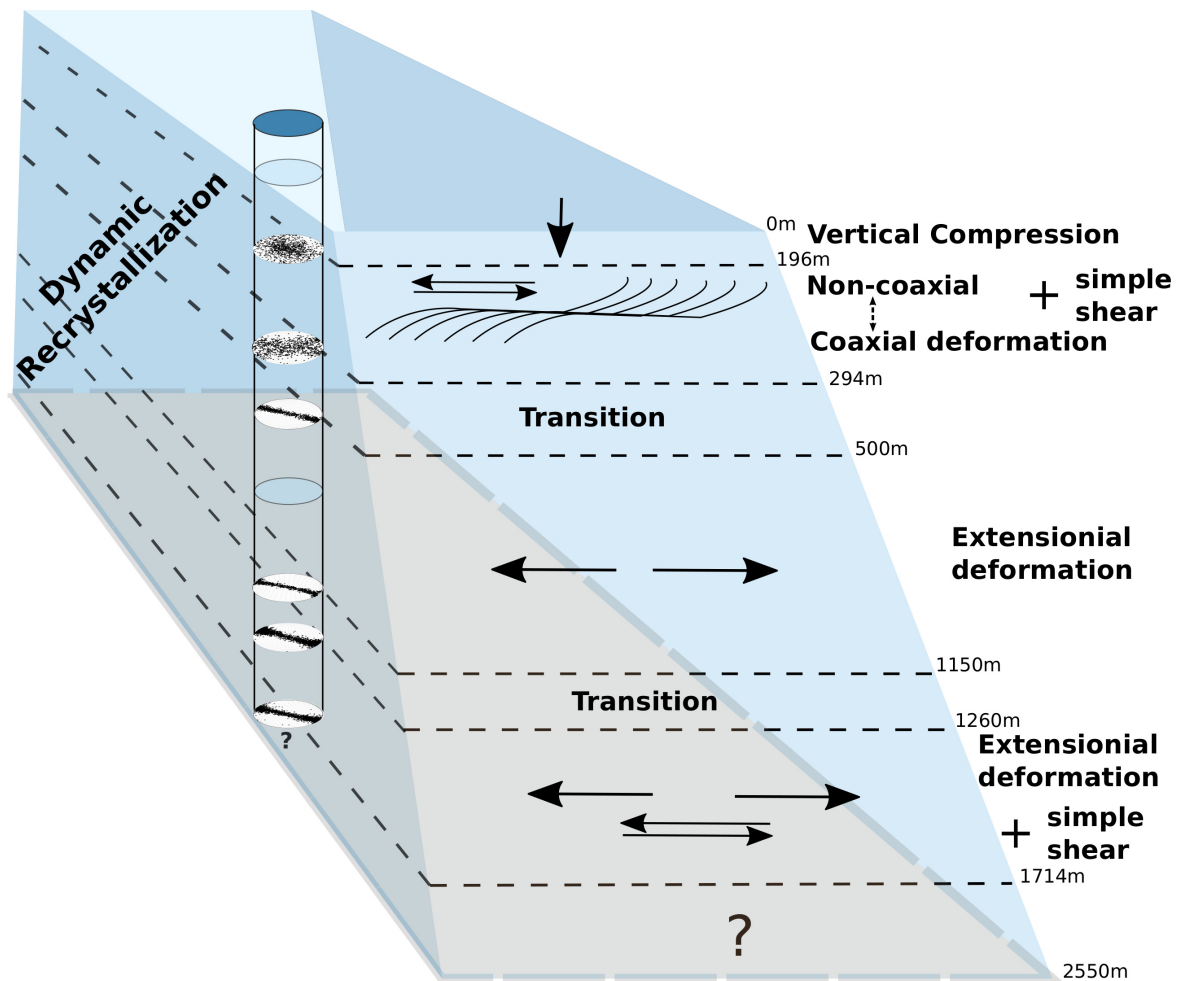 0m
Vertical Compression
196m
Non-coaxial
+
simple
shear
Coaxial deformation
Dynamic
Recrystallization
294m
Transition
500m
Extensionial
deformation
1150m
Transition
1260m
Extensionial
deformation
?
+
simple
shear
1714m
?
2550m